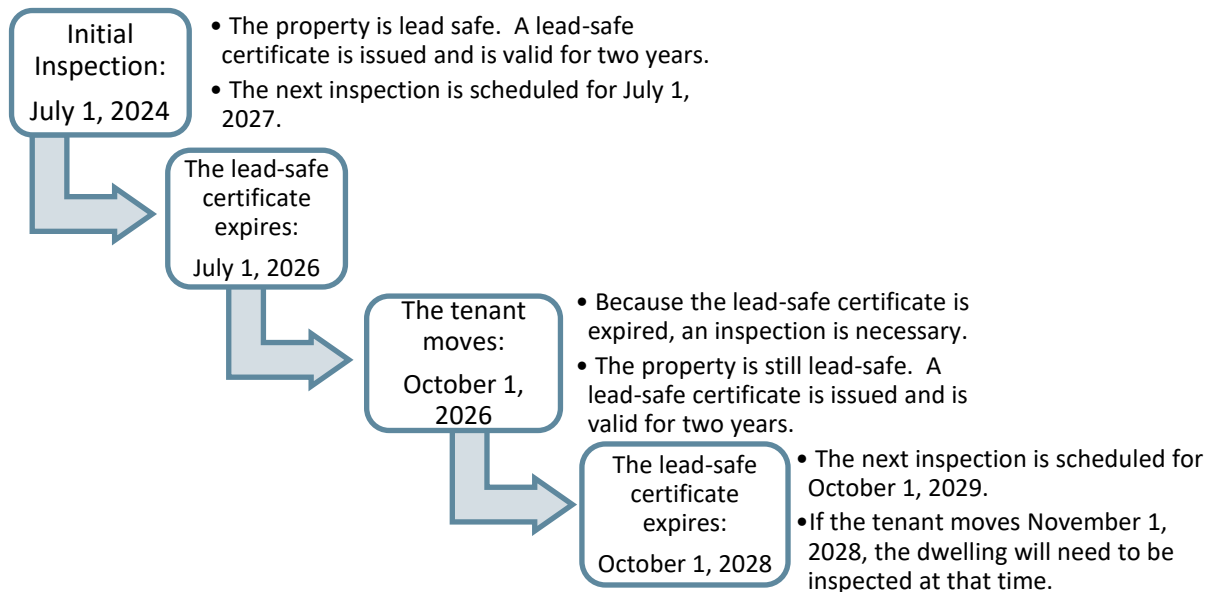 Initial
Inspection:
July 1, 2024
• The property is lead safe.  A lead-safe
certificate is issued and is valid for two years.
• The next inspection is scheduled for July 1,
2027.
The lead-safe
certificate
expires:
July 1, 2026
The tenant
moves:
October 1,
2026
• Because the lead-safe certificate is
expired, an inspection is necessary.
• The property is still lead-safe.  A
lead-safe certificate is issued and is
valid for two years.
The lead-safe
certificate
expires:
October 1, 2028
• The next inspection is scheduled for
October 1, 2029.
•If the tenant moves November 1,
2028, the dwelling will need to be
inspected at that time.